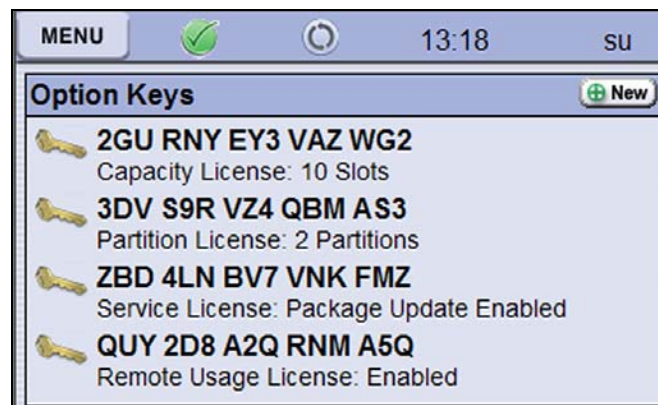 MENU 13:18 su
Option Keys New
2GU RNY EY3 VAZ WG2
Capacity License: 10 Slots
3DV S9R VZ4 QBM AS3
Partition License: 2 Partitions
ZBD 4LN BV7 VNK FMZ
Service License: Package Update Enabled
QUY 2D8 A2Q RNM A5Q
Remote Usage License: Enabled